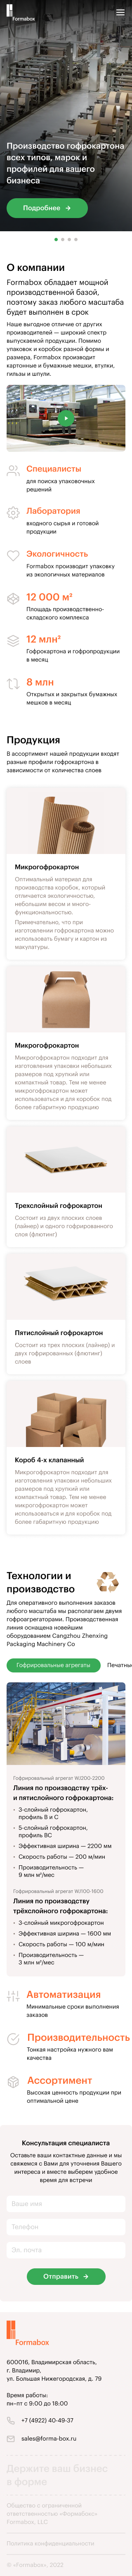 Formabox
Производство гофрокартона
всех типов, марок и
профилей для вашего
бизнеса
Подробнее →
О компании
Formabox обладает мощной
производственной базой,
поэтому заказ любого масштаба
будет выполнен в срок
Наше выгодное отличие от других
производителей — широкий спектр
выпускаемой продукции. Помимо
упаковок и коробок разной формы и
размера, Formabox производит
картонные и бумажные медали, втулки,
гильзы и штули.
Специалисты
для поиска упаковочных
решений
Лаборатория
входного сырья и готовой
продукции
Экологичность
Formabox производит упаковку
из экологичных материалов
12 000 м²
Площадь производственно-
складского комплекса
12 млн²
Гофрокартона и гофропродукции
в месяц
8 млн
Открытых и закрытых бумажных
мешков в месяц
Продукция
В ассортимент нашей продукции входят
разные профили гофрокартона в
зависимости от количества слоев
Микрогофрокартон
Оптимальный материал для
производства коробок, который
отличается экологичностью,
небольшим весом и много-
функциональностью.
Примечательно, что при
изготовлении гофрокартона можно
использовать бумагу и картон из
макулатуры.
Микрогофрокартон
Микрогофрокартон подходит для
изготовления упаковки небольших
размеров под хрупкий или
компактный товар. Тем не менее
микрогофрокартон может
использоваться и для коробок под
более габаритную продукцию
Трехслойный гофрокартон
Состоит из двух плоских слоев
(лайнер) и одного гофрированного
слоя (флютинг)
Пятислойный гофрокартон
Состоит из трех плоских (лайнер) и
двух гофрированных (флютинг)
слоев
Короб 4-х клапанный
Микрогофрокартон подходит для
изготовления упаковки небольших
размеров под хрупкий или
компактный товар. Тем не менее
микрогофрокартон может
использоваться и для коробок под
более габаритную продукцию
Технологии и
производство
Для оперативного выполнения заказов
любого масштаба мы располагаем двумя
гофроагрегатами. Производственная
линия оснащена новейшим
оборудованием Cangzhou Zhenxing
Packaging Machinery Co
Гофрировальные агрегаты
Печатны
Гофрировальный агрегат WJ200-2200
Линия по производству трёх-
и пятислойного гофрокартона:
• 3-слойный гофрокартон,
профиль В и С
• 5-слойный гофрокартон,
профиль ВС
• Эффективная ширина — 2200 мм
• Скорость работы — 200 м/мин
• Производительность —
9 млн м²/мес
Гофрировальный агрегат WJ100-1600
Линия по производству
трёхслойного гофрокартона:
• 3-слойный микрогофрокартон
• Эффективная ширина — 1600 мм
• Скорость работы — 100 м/мин
• Производительность —
3 млн м²/мес
Автоматизация
Минимальные сроки выполнения
заказов
Производительность
Тонкая настройка нужного вам
качества
Ассортимент
Высокая ценность продукции при
оптимальной цене
Консультация специалиста
Оставьте ваши контактные данные и мы
свяжемся с Вами для уточнения Вашего
интереса и вместе выберем удобное
время для встречи
Ваше имя
Телефон
Эл. почта
Отправить →
Formabox
600016, Владимирская область,
г. Владимир,
ул. Большая Нижегородская, д. 79
Время работы:
пн-пт с 9:00 до 18:00
+7 (4922) 40-49-37
sales@forma-box.ru
Держите ваш бизнес
в форме
Общество с ограниченной
ответственностью «Формабокс»
Formabox, LLC
Политика конфиденциальности
© «Formabox», 2022